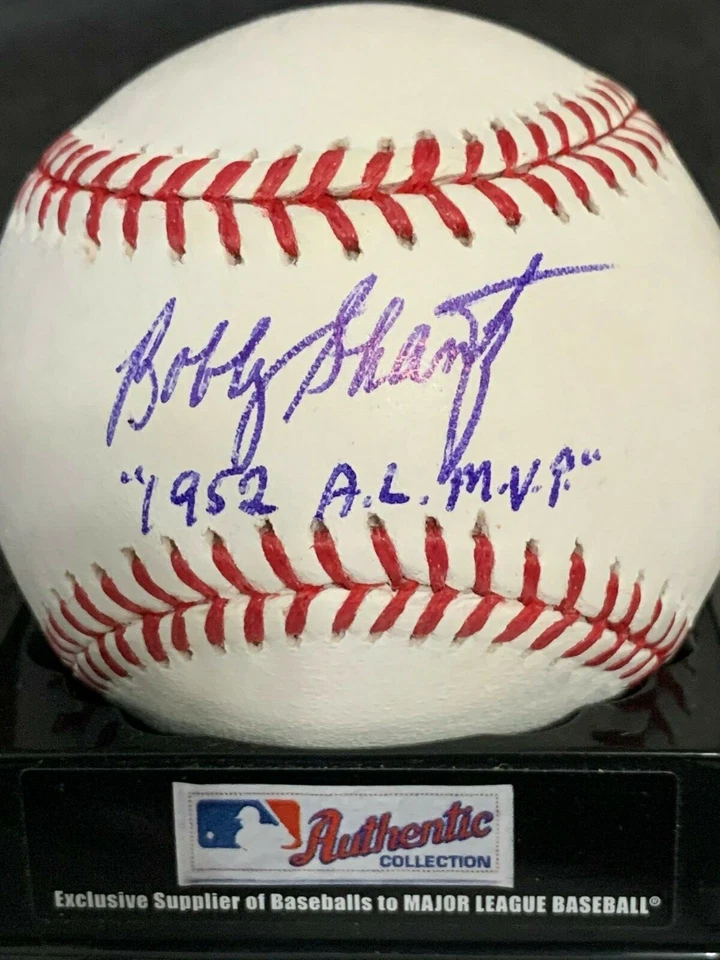 Bobby Shantz
"1952 A.L. M.V.P."
Authentic
COLLECTION
Exclusive Supplier of Baseballs to MAJOR LEAGUE BASEBALL®